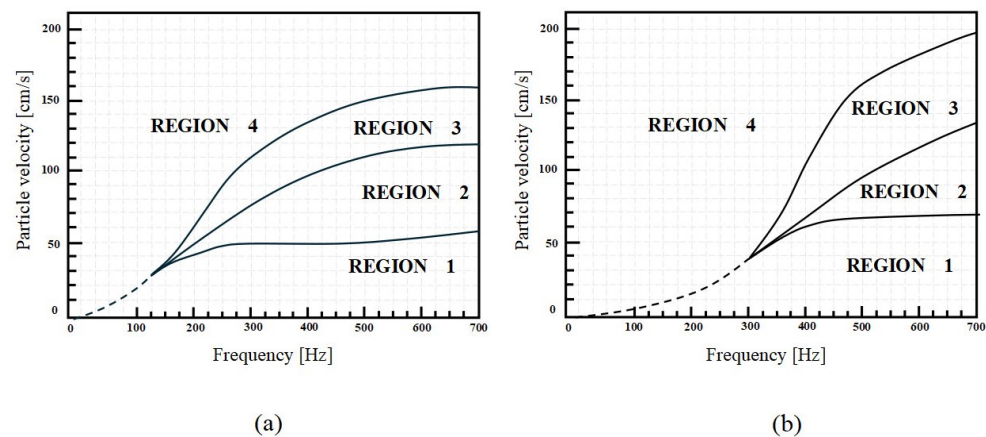 200
150
100
50
0
Particle velocity [cm/s]
REGION 4
REGION 3
REGION 2
REGION 1
0 100 200 300 400 500 600 700
Frequency [Hz]
(a)
200
150
100
50
0
Particle velocity [cm/s]
REGION 4
REGION 3
REGION 2
REGION 1
0 100 200 300 400 500 600 700
Frequency [Hz]
(b)